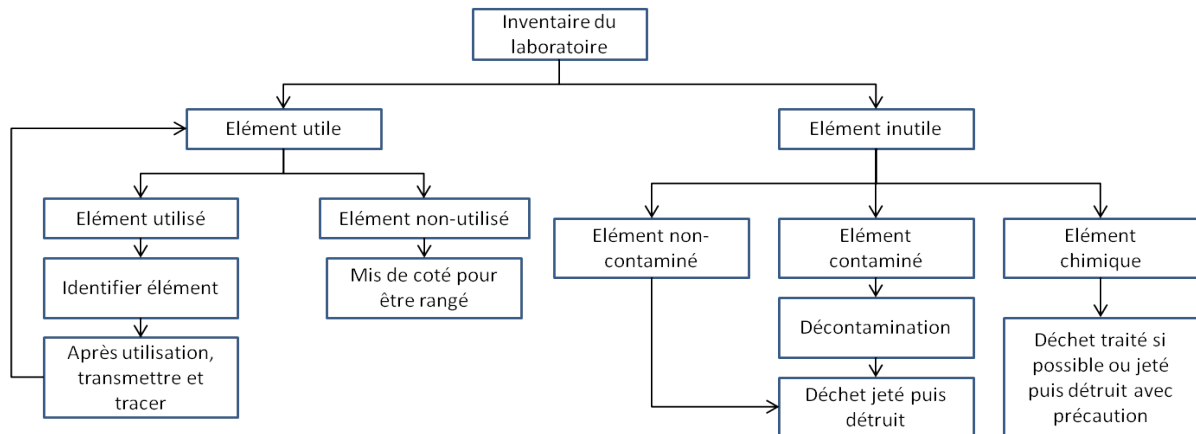 Inventaire du
laboratoire
Elément utile
Elément inutile
Elément utilisé
Elément non-utilisé
Elément non-
contaminé
Elément
contaminé
Elément
chimique
Identifier élément
Mis de coté pour
être rangé
Décontamination
Après utilisation,
transmettre et
tracer
Déchet jeté puis
détruit
Déchet traité si
possible ou jeté
puis détruit avec
précaution